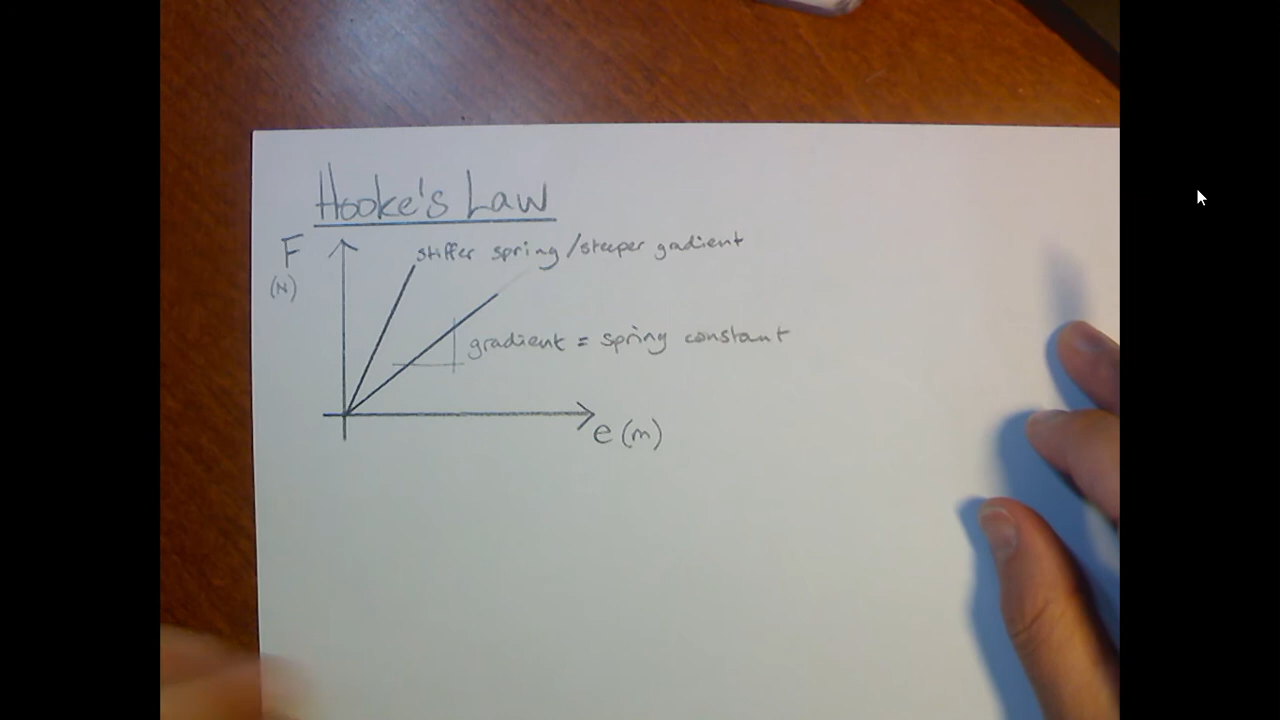 Hooke's Law
F
(N)
stiffer spring/steeper gradient
gradient = spring constant
e (m)